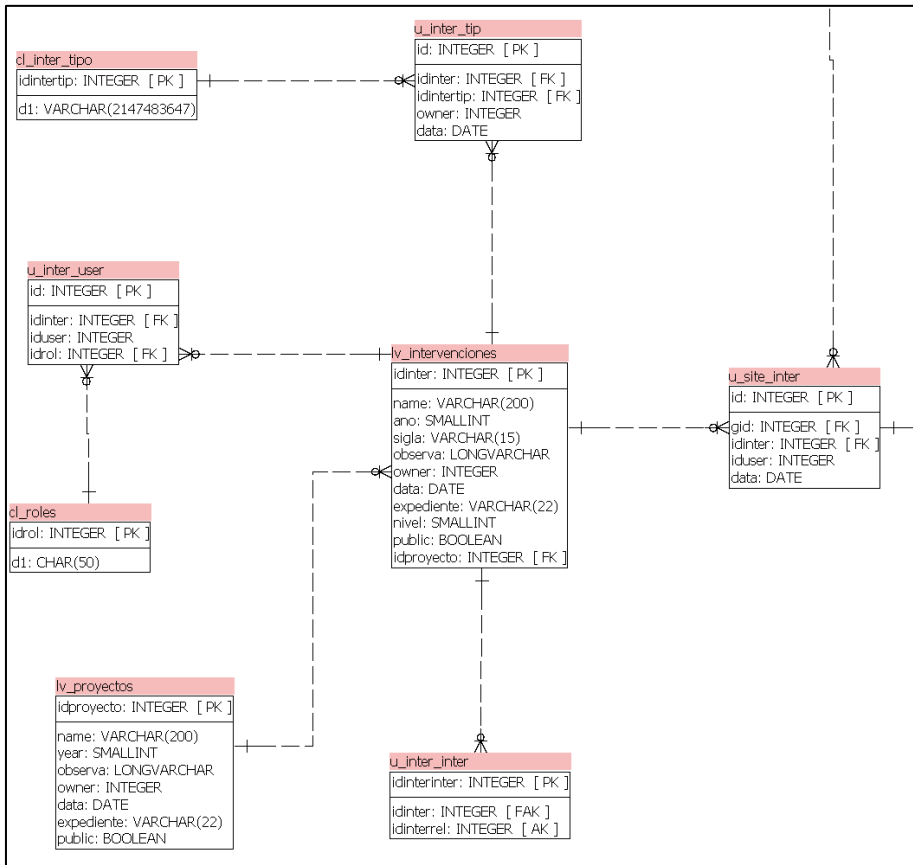 u_inter_tip
id: INTEGER [ PK ]
idinter: INTEGER [ FK ]
idintertip: INTEGER [ FK ]
owner: INTEGER
data: DATE
cl_inter_tipo
idintertip: INTEGER [ PK ]
d1: VARCHAR(2147483647)
u_inter_user
id: INTEGER [ PK ]
idinter: INTEGER [ FK ]
iduser: INTEGER
idrol: INTEGER [ FK ]
lv_intervenciones
idinter: INTEGER [ PK ]
name: VARCHAR(200)
ano: SMALLINT
sigla: VARCHAR(15)
observa: LONGVARCHAR
owner: INTEGER
data: DATE
expediente: VARCHAR(22)
nivel: SMALLINT
public: BOOLEAN
idproyecto: INTEGER [ FK ]
u_site_inter
id: INTEGER [ PK ]
gid: INTEGER [ FK ]
idinter: INTEGER [ FK ]
iduser: INTEGER
data: DATE
cl_roles
idrol: INTEGER [ PK ]
d1: CHAR(50)
lv_proyectos
idproyecto: INTEGER [ PK ]
name: VARCHAR(200)
year: SMALLINT
observa: LONGVARCHAR
owner: INTEGER
data: DATE
expediente: VARCHAR(22)
public: BOOLEAN
u_inter_inter
idinterinter: INTEGER [ PK ]
idinter: INTEGER [ FAK ]
idinterrel: INTEGER [ AK ]